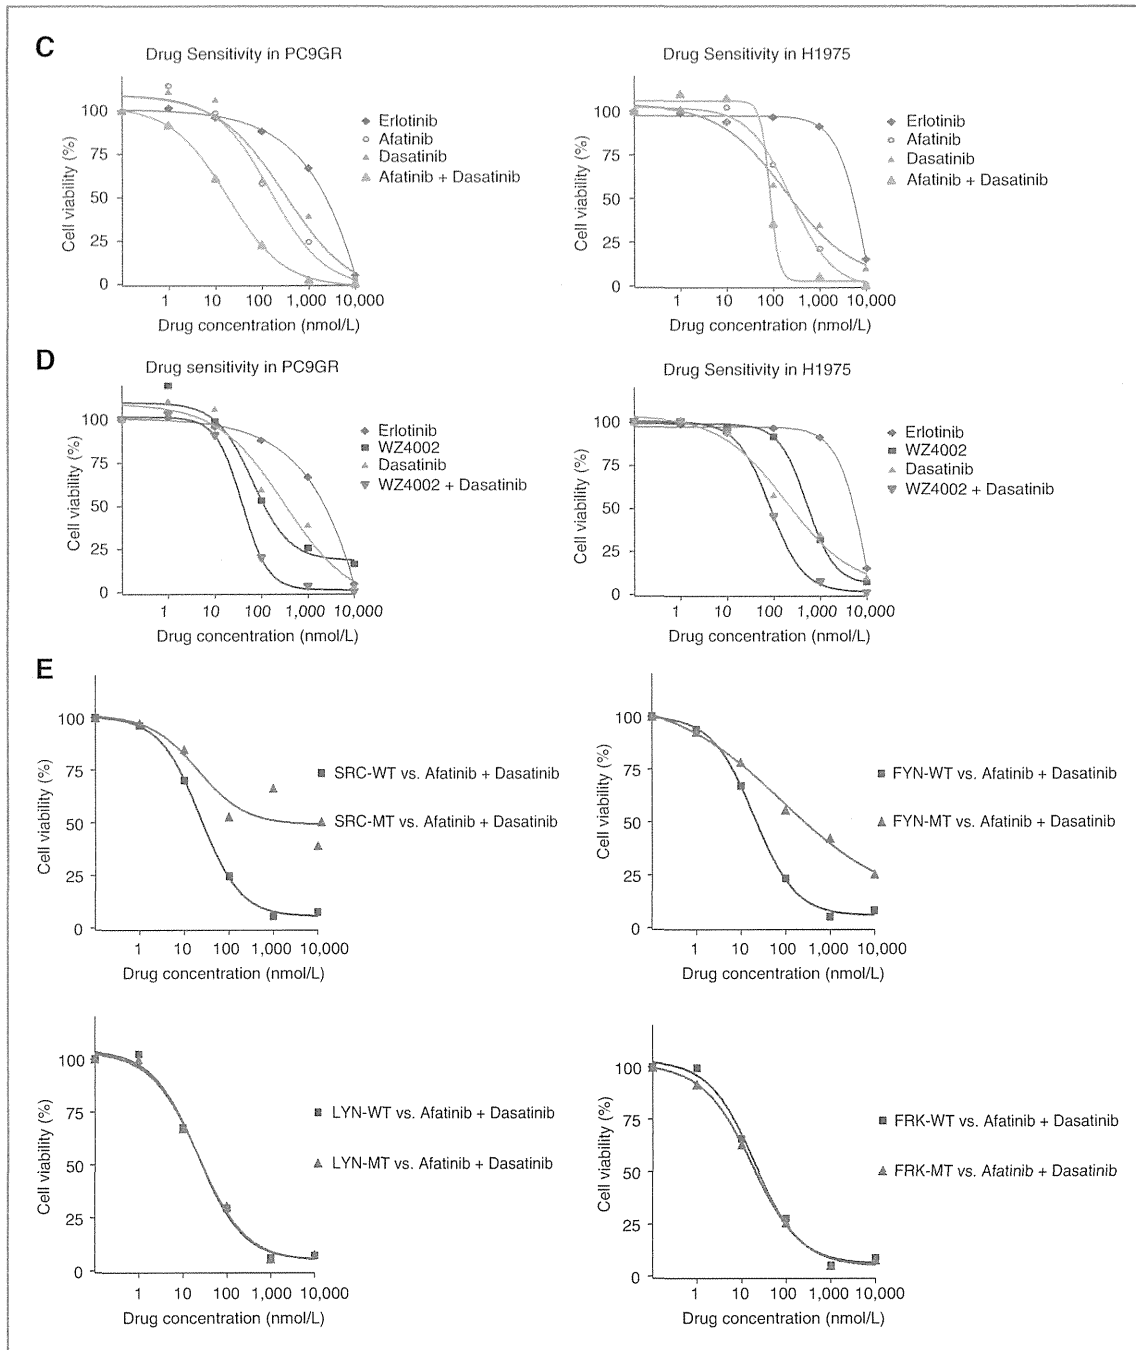 C
Drug Sensitivity in PC9GR
Cell viability (%)
100
75
50
25
0
1
10
100
1,000
10,000
Drug concentration (nmol/L)
Erlotinib
Afatinib
Dasatinib
Afatinib + Dasatinib
Drug Sensitivity in H1975
Cell viability (%)
100
75
50
25
0
1
10
100
1,000
10,000
Drug concentration (nmol/L)
Erlotinib
Afatinib
Dasatinib
Afatinib + Dasatinib
D
Drug sensitivity in PC9GR
Cell viability (%)
100
75
50
25
0
1
10
100
1,000
10,000
Drug concentration (nmol/L)
Erlotinib
WZ4002
Dasatinib
WZ4002 + Dasatinib
Drug Sensitivity in H1975
Cell viability (%)
100
75
50
25
0
1
10
100
1,000
10,000
Drug concentration (nmol/L)
Erlotinib
WZ4002
Dasatinib
WZ4002 + Dasatinib
E
Cell viability (%)
100
75
50
25
0
1
10
100
1,000
10,000
Drug concentration (nmol/L)
SRC-WT vs. Afatinib + Dasatinib
SRC-MT vs. Afatinib + Dasatinib
Cell viability (%)
100
75
50
25
0
1
10
100
1,000
10,000
Drug concentration (nmol/L)
FYN-WT vs. Afatinib + Dasatinib
FYN-MT vs. Afatinib + Dasatinib
Cell viability (%)
100
75
50
25
0
1
10
100
1,000
10,000
Drug concentration (nmol/L)
LYN-WT vs. Afatinib + Dasatinib
LYN-MT vs. Afatinib + Dasatinib
Cell viability (%)
100
75
50
25
0
1
10
100
1,000
10,000
Drug concentration (nmol/L)
FRK-WT vs. Afatinib + Dasatinib
FRK-MT vs. Afatinib + Dasatinib